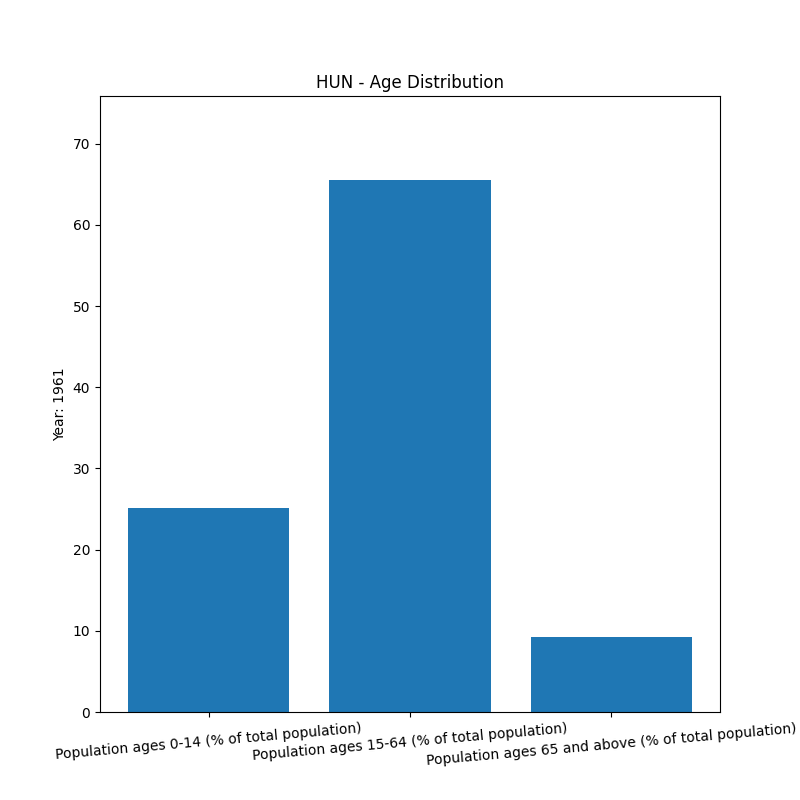 HUN - Age Distribution
70
60
50
40
30
20
10
0
Year: 1961
Population ages 0-14 (% of total population)
Population ages 15-64 (% of total population)
Population ages 65 and above (% of total population)